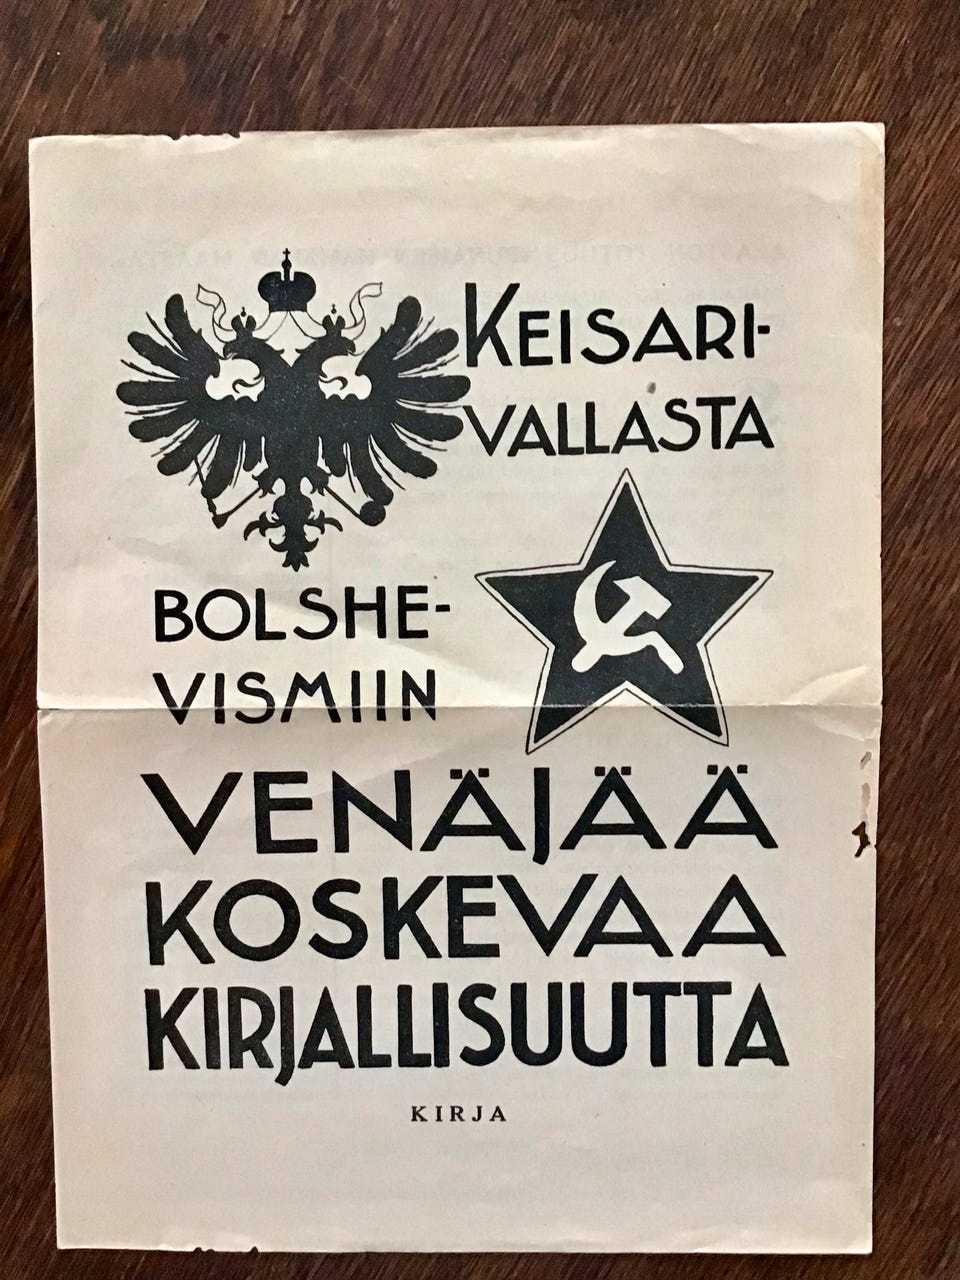 KEISARI-
VALLASTA
BOLSHE-
VISMIIN
VENÄJÄÄ
KOSKEVAA
KIRJALLISUUTTA
KIRJA